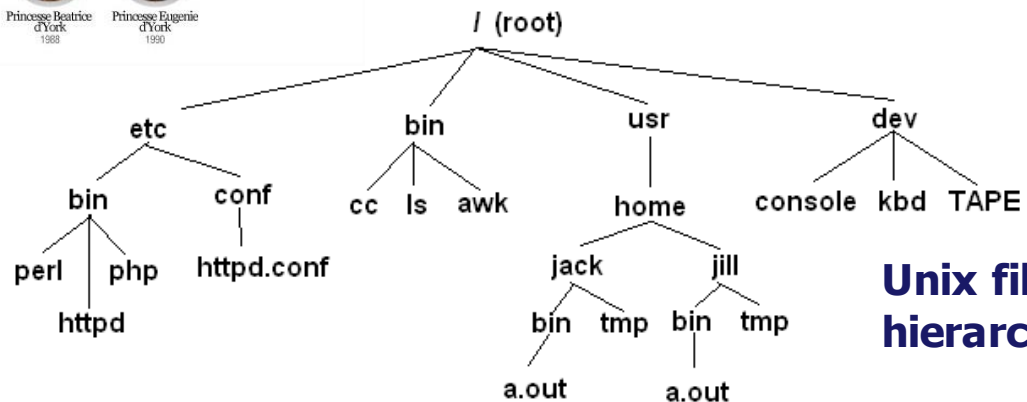 Princesse Beatrice
d'York
1988
Princesse Eugenie
d'York
1990
/ (root)
etc
bin
usr
dev
bin
conf
cc
ls
awk
home
console
kbd
TAPE
perl
php
httpd.conf
jack
jill
httpd
bin
tmp
bin
tmp
a.out
a.out
Unix fil
hierarc